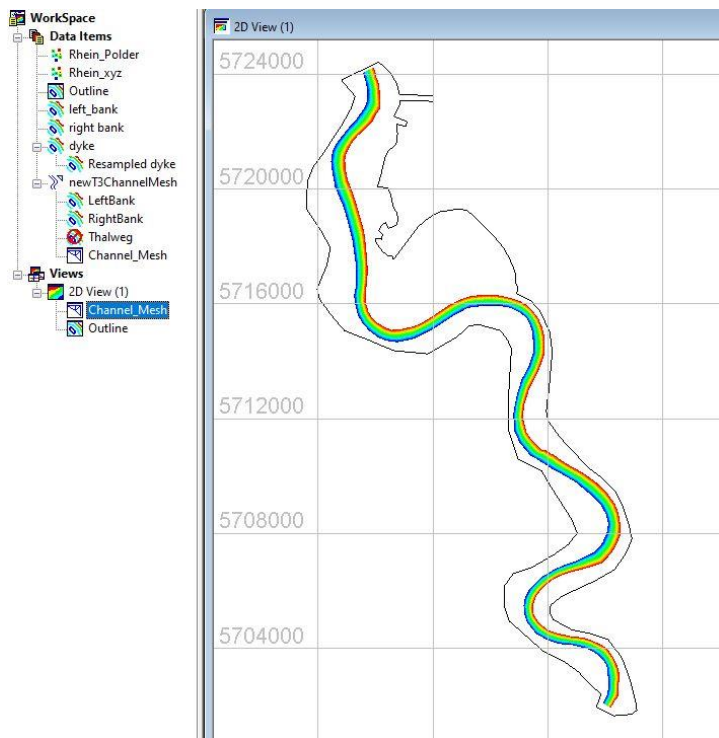 WorkSpace
Data Items
Rhein_Polder
Rhein_xyz
Outline
left_bank
right bank
dyke
Resampled dyke
newT3ChannelMesh
LeftBank
RightBank
Thalweg
Channel_Mesh
Views
2D View (1)
Channel_Mesh
Outline
2D View (1)
5724000
5720000
5716000
5712000
5708000
5704000